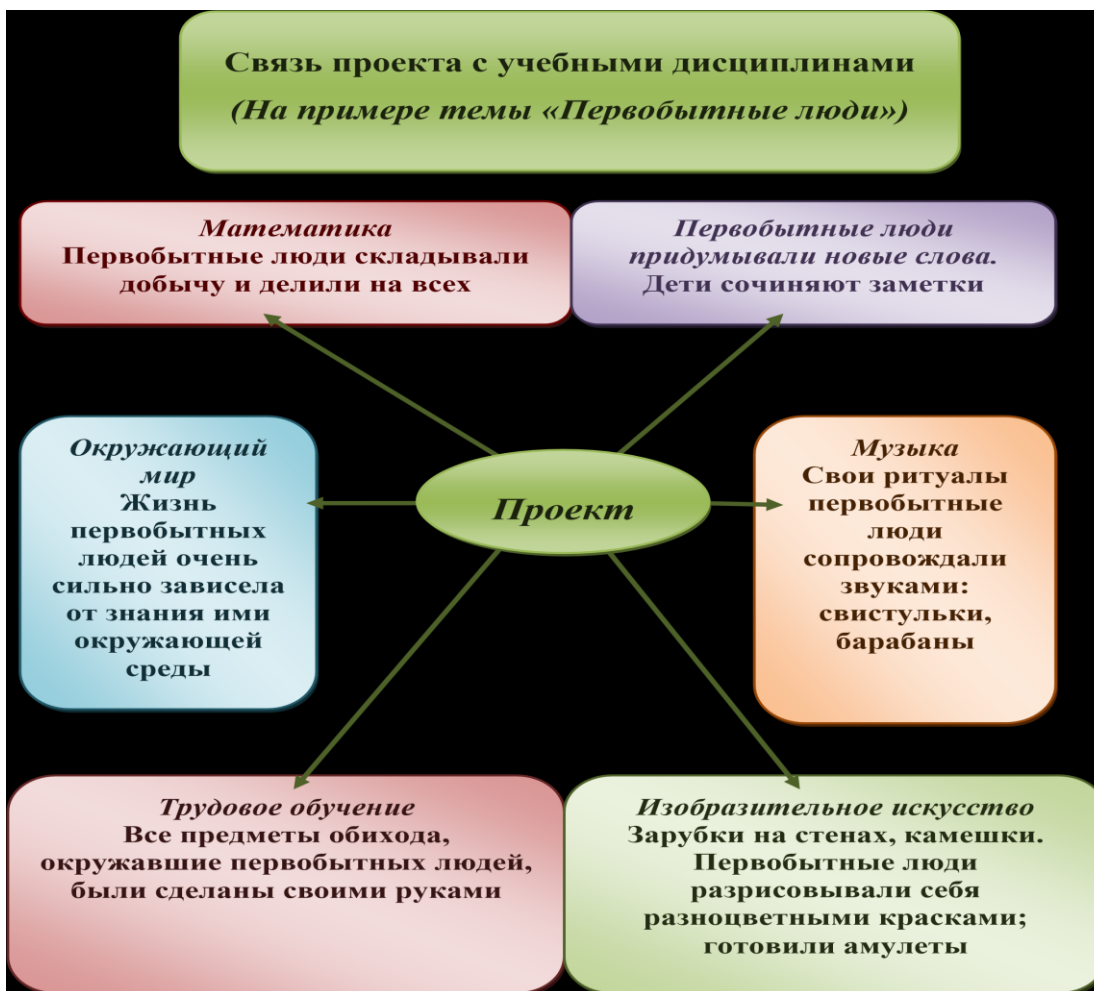 Связь проекта с учебными дисциплинами
(На примере темы «Первобытные люди»)
Математика
Первобытные люди складывали
добычу и делили на всех
Первобытные люди
придумывали новые слова.
Дети сочиняют заметки
Окружающий
мир
Жизнь
первобытных
людей очень
сильно зависела
от знания ими
окружающей
среды
Проект
Музыка
Свои ритуалы
первобытные
люди
сопровождали
звуками:
свистульки,
барабаны
Трудовое обучение
Все предметы обихода,
окружавшие первобытных людей,
были сделаны своими руками
Изобразительное искусство
Зарубки на стенах, камешки.
Первобытные люди
разрисовывали себя
разноцветными красками;
готовили амулеты